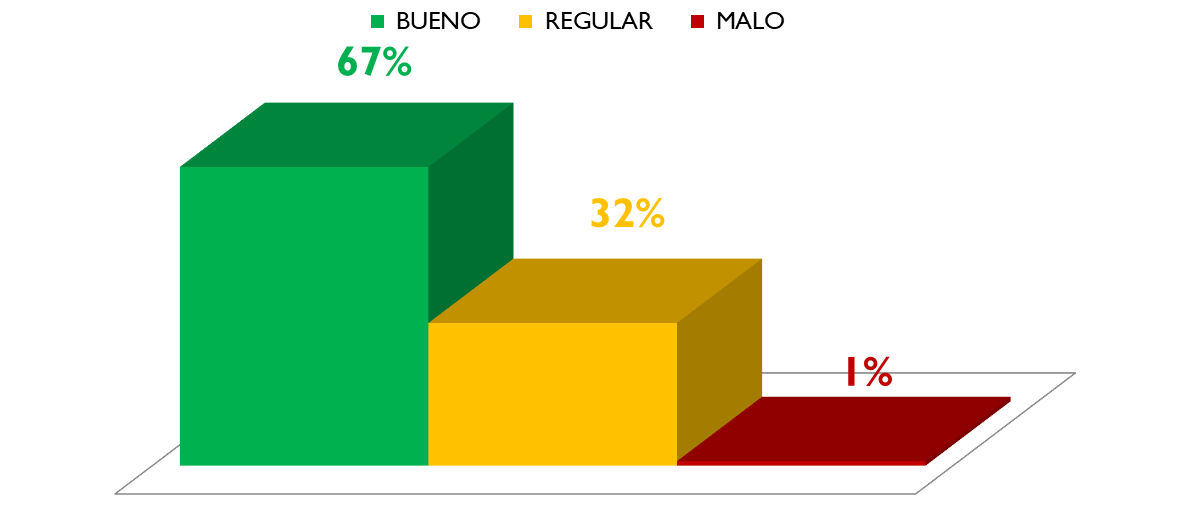 BUENO REGULAR MALO
67%
32%
1%